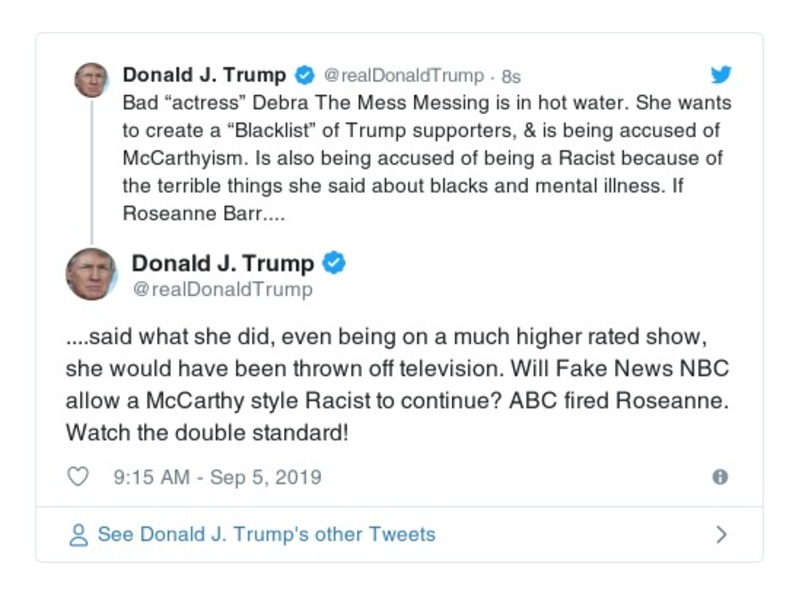 Donald J. Trump @realDonaldTrump · 8s
Bad “actress” Debra The Mess Messing is in hot water. She wants
to create a “Blacklist” of Trump supporters, & is being accused of
McCarthyism. Is also being accused of being a Racist because of
the terrible things she said about blacks and mental illness. If
Roseanne Barr....
Donald J. Trump
@realDonaldTrump
....said what she did, even being on a much higher rated show,
she would have been thrown off television. Will Fake News NBC
allow a McCarthy style Racist to continue? ABC fired Roseanne.
Watch the double standard!
9:15 AM - Sep 5, 2019
See Donald J. Trump's other Tweets